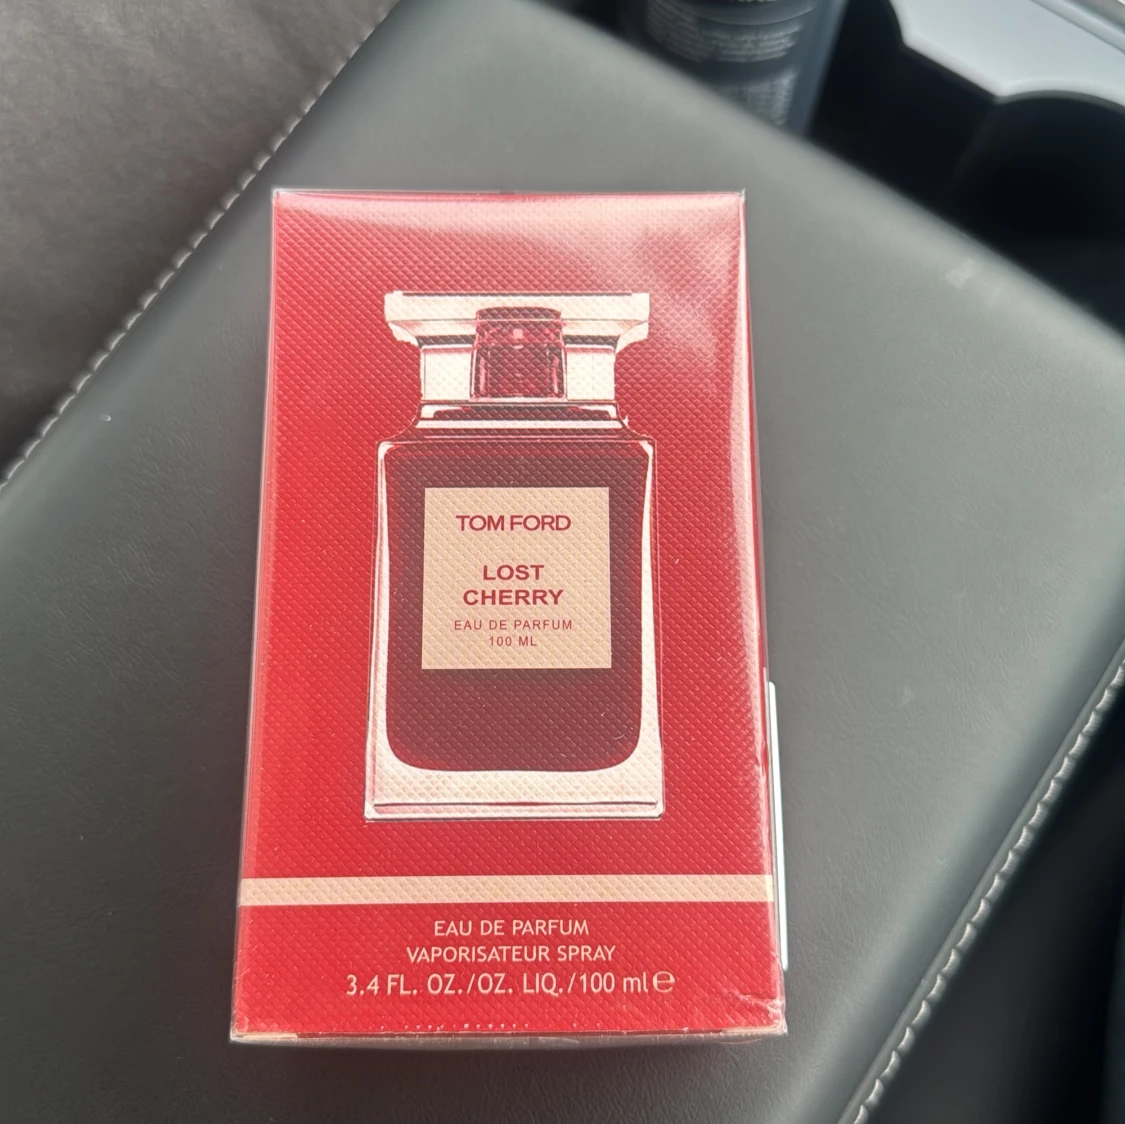 TOM FORD
LOST
CHERRY
EAU DE PARFUM
100 ML
EAU DE PARFUM
VAPORISATEUR SPRAY
3.4 FL. OZ./OZ. LIQ./100 ml ℮